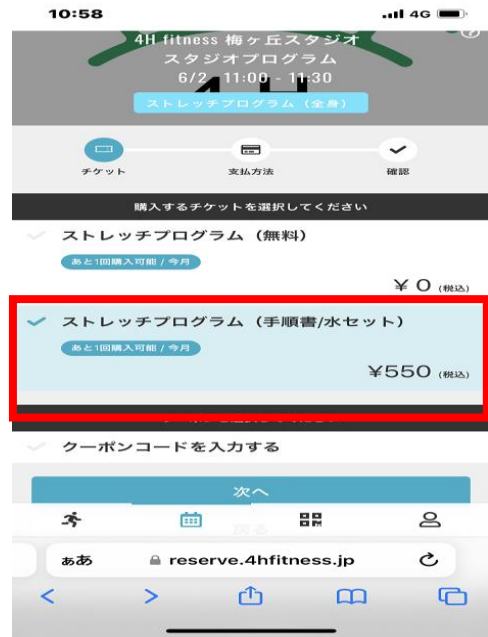 10:58
4G
4H fitness 梅ヶ丘スタジオ
スタジオプログラム
6/2 11:00 - 11:30
ストレッチプログラム（全身）
チケット
支払方法
確認
購入するチケットを選択してください
ストレッチプログラム（無料）
あと1回購入可能 / 今月
¥ 0 (税込)
ストレッチプログラム（手順書/水セット）
あと1回購入可能 / 今月
¥550 (税込)
クーポンコードを入力する
次へ
戻る
ああ
reserve.4hfitness.jp